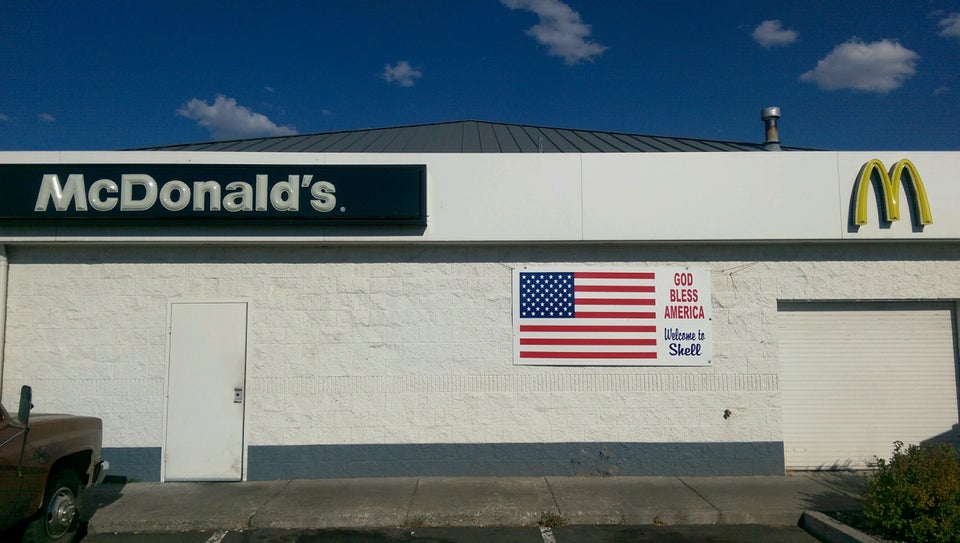 McDonald's
M
GOD
BLESS
AMERICA
Welcome to
Shell